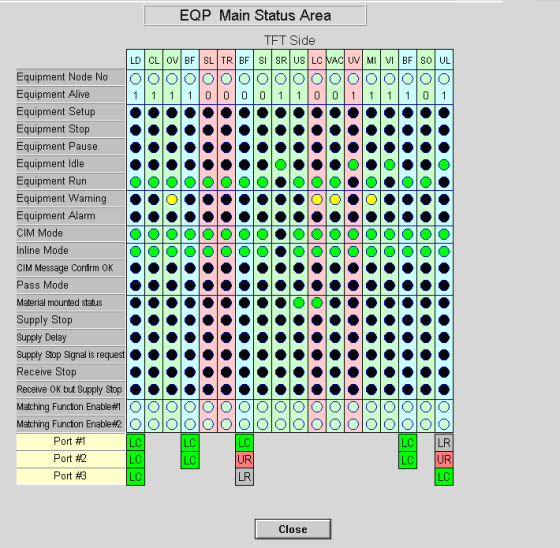 EQP Main Status Area
TFT Side
LD CL OV BF SL TR BF SI SR US LC VAC UV MI VI BF SO UL
Equipment Node No
Equipment Alive 1 1 1 1 0 0 0 0 1 1 0 0 1 1 1 1 0 1
Equipment Setup
Equipment Stop
Equipment Pause
Equipment Idle
Equipment Run
Equipment Warning
Equipment Alarm
CIM Mode
Inline Mode
CIM Message Confirm OK
Pass Mode
Material mounted status
Supply Stop
Supply Delay
Supply Stop Signal is request
Receive Stop
Receive OK but Supply Stop
Matching Function Enable#1
Matching Function Enable#2
Port #1 LC LC LC LC LR
Port #2 LC LC UR LC UR
Port #3 LC LR LC
Close